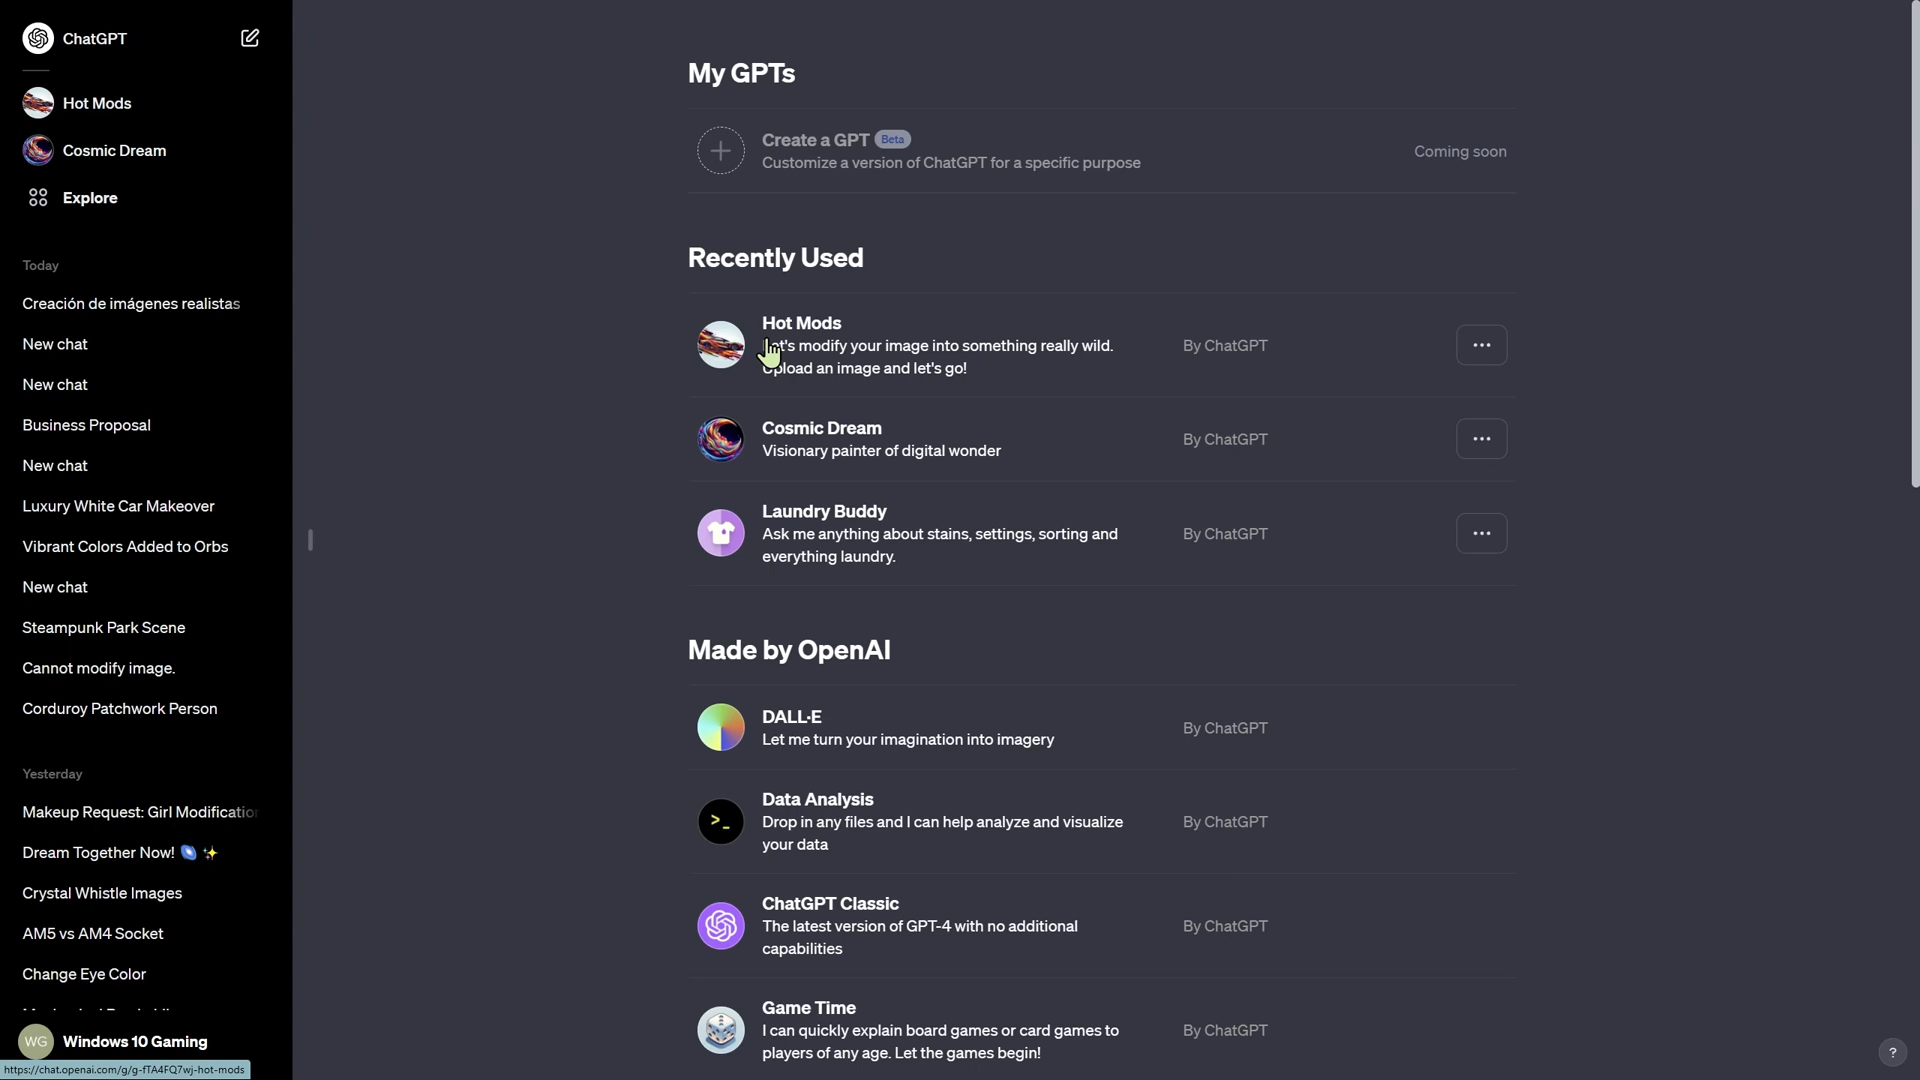 ChatGPT
Hot Mods
Cosmic Dream
Explore
Today
Creación de imágenes realistas
New chat
New chat
Business Proposal
New chat
Luxury White Car Makeover
Vibrant Colors Added to Orbs
New chat
Steampunk Park Scene
Cannot modify image.
Corduroy Patchwork Person
Yesterday
Makeup Request: Girl Modification
Dream Together Now! 🌌 ✨
Crystal Whistle Images
AM5 vs AM4 Socket
Change Eye Color
WG Windows 10 Gaming
https://chat.openai.com/g/g-fTA4FQ7wj-hot-mods
My GPTs
Create a GPT Beta
Customize a version of ChatGPT for a specific purpose
Coming soon
Recently Used
Hot Mods
Let's modify your image into something really wild.
Upload an image and let's go!
By ChatGPT
Cosmic Dream
Visionary painter of digital wonder
By ChatGPT
Laundry Buddy
Ask me anything about stains, settings, sorting and
everything laundry.
By ChatGPT
Made by OpenAI
DALL·E
Let me turn your imagination into imagery
By ChatGPT
>_
Data Analysis
Drop in any files and I can help analyze and visualize
your data
By ChatGPT
ChatGPT Classic
The latest version of GPT-4 with no additional
capabilities
By ChatGPT
Game Time
I can quickly explain board games or card games to
players of any age. Let the games begin!
By ChatGPT
?